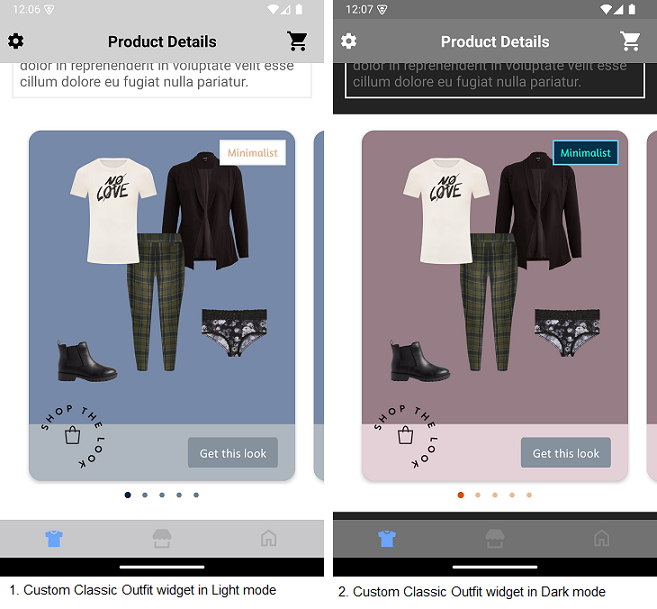 12:06
Product Details
dolor in reprehenderit in voluptate velit esse
cillum dolore eu fugiat nulla pariatur.
Minimalist
NO
LOVE
SHOP THE LOOK
Get this look
1. Custom Classic Outfit widget in Light mode
12:07
Product Details
dolor in reprehenderit in voluptate velit esse
cillum dolore eu fugiat nulla pariatur.
Minimalist
NO
LOVE
SHOP THE LOOK
Get this look
2. Custom Classic Outfit widget in Dark mode